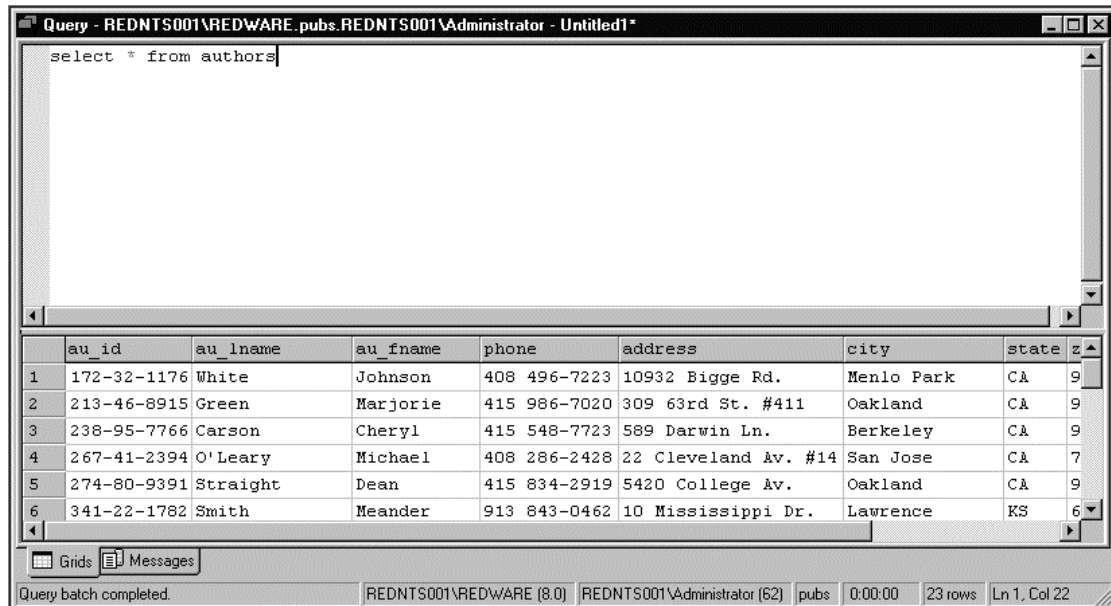 Query - REDNTS001\REDWARE.pubs.REDNTS001\Administrator - Untitled1*
select * from authors
au_id au_lname au_fname phone address city state z
1 172-32-1176 White Johnson 408 496-7223 10932 Bigge Rd. Menlo Park CA 9
2 213-46-8915 Green Marjorie 415 986-7020 309 63rd St. #411 Oakland CA 9
3 238-95-7766 Carson Cheryl 415 548-7723 589 Darwin Ln. Berkeley CA 9
4 267-41-2394 O'Leary Michael 408 286-2428 22 Cleveland Av. #14 San Jose CA 7
5 274-80-9391 Straight Dean 415 834-2919 5420 College Av. Oakland CA 9
6 341-22-1782 Smith Meander 913 843-0462 10 Mississippi Dr. Lawrence KS 6
Grids Messages
Query batch completed. REDNTS001\REDWARE (8.0) REDNTS001\Administrator (62) pubs 0:00:00 23 rows Ln 1, Col 22